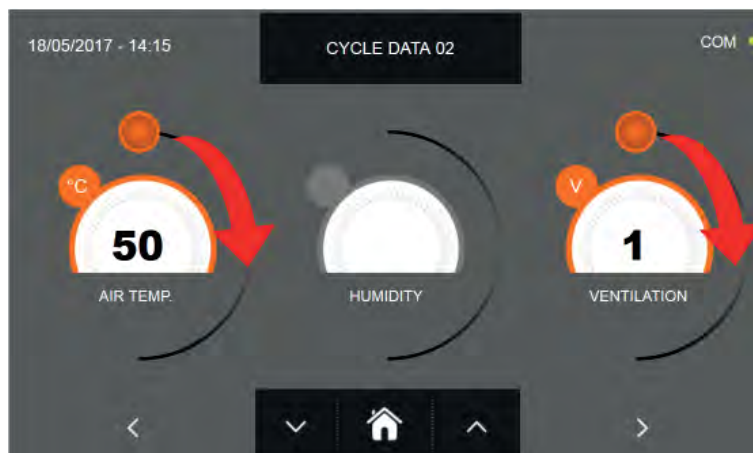 18/05/2017 - 14:15
CYCLE DATA 02
COM
°C
V
50
1
AIR TEMP.
HUMIDITY
VENTILATION